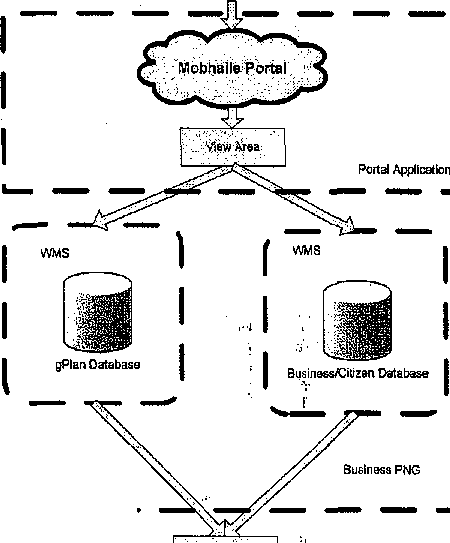 Mobhaile Portal
View Area
Portal Application
WMS
WMS
gPlan Database
Business/Citizen Database
Business PNG